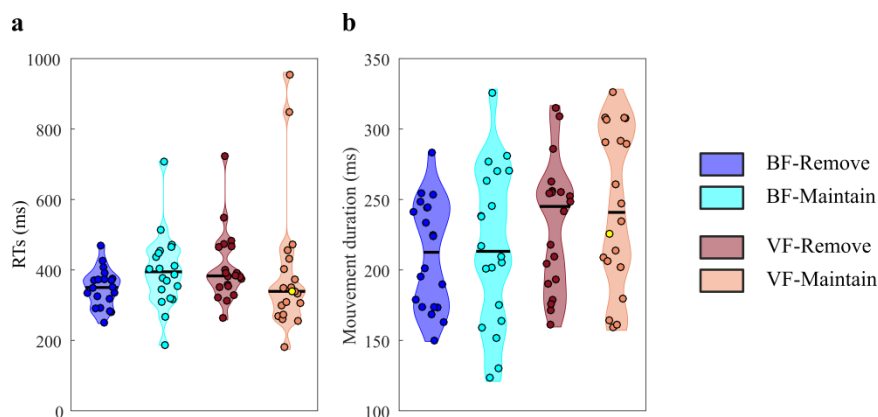 a
b
1000
800
600
400
200
0
RTs (ms)
350
300
250
200
150
100
Mouvement duration (ms)
BF-Remove
BF-Maintain
VF-Remove
VF-Maintain